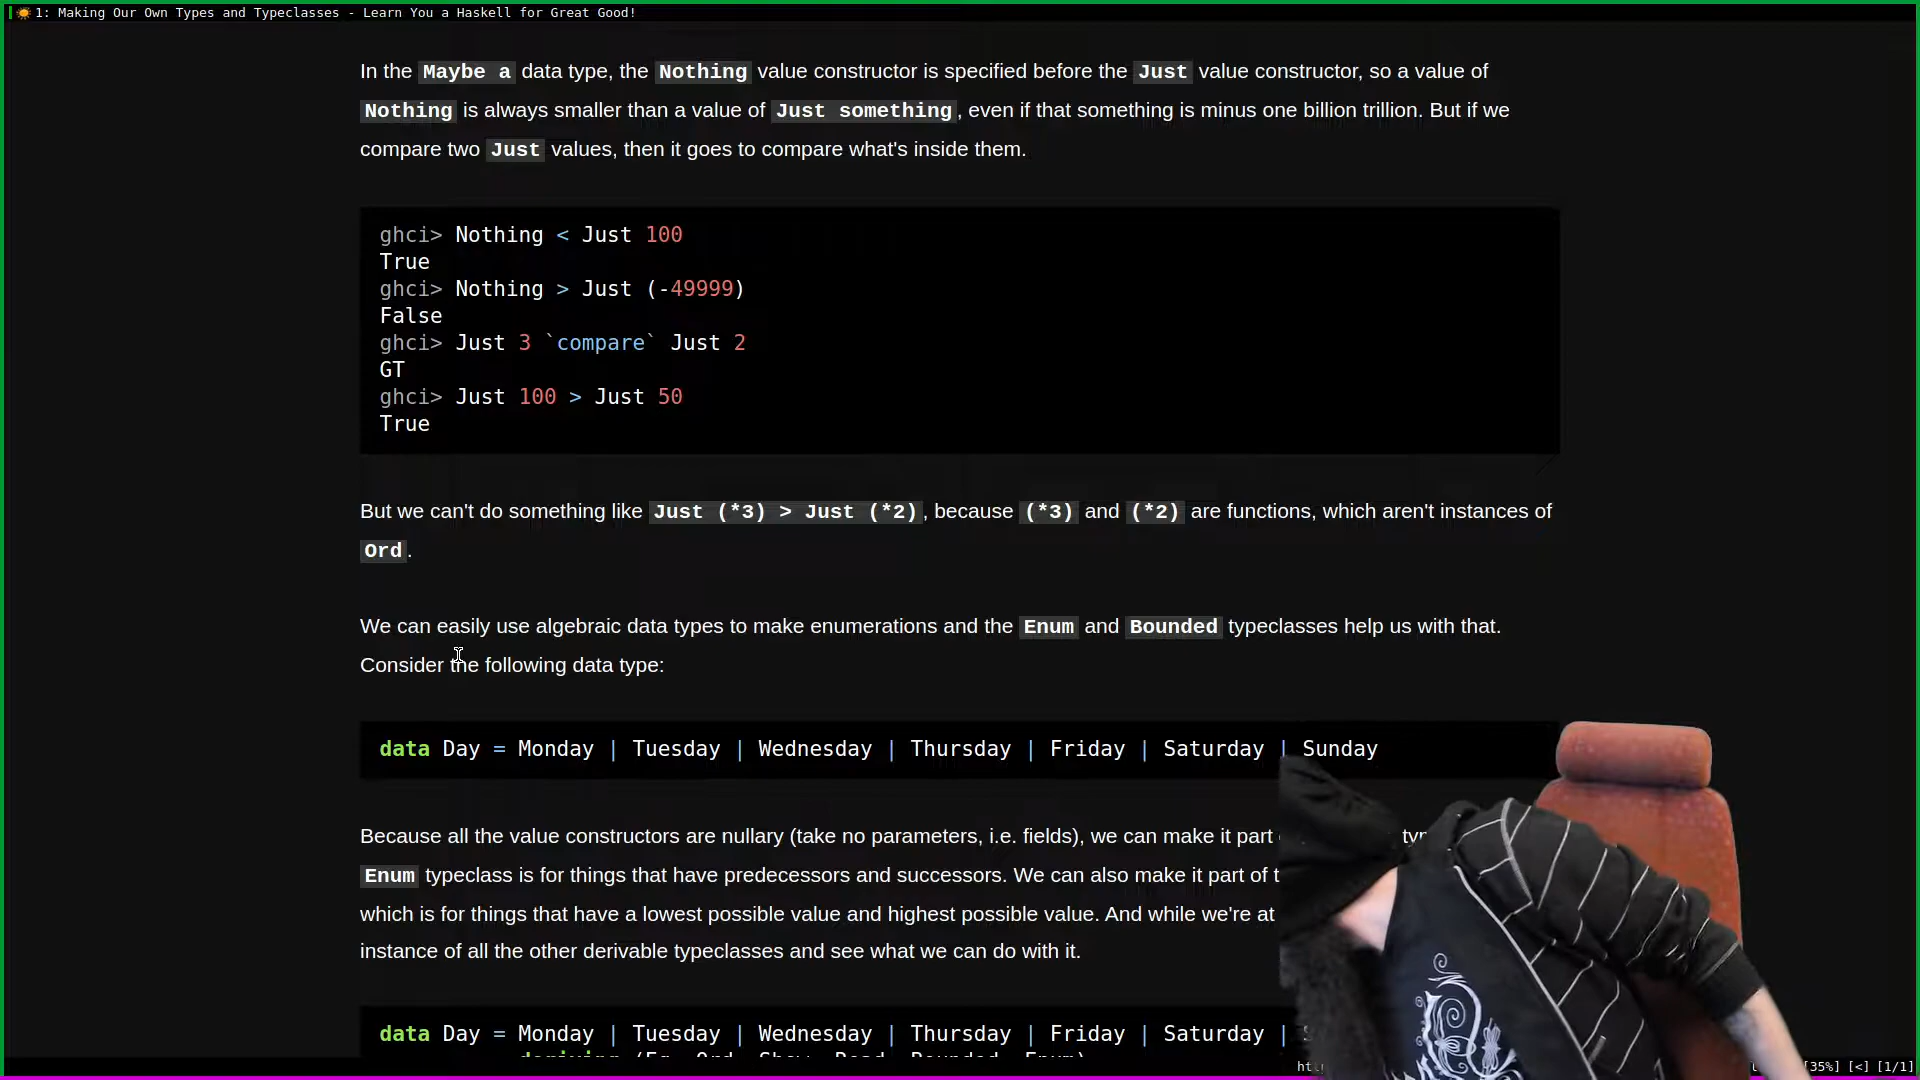 1: Making Our Own Types and Typeclasses - Learn You a Haskell for Great Good!
In the Maybe a data type, the Nothing value constructor is specified before the Just value constructor, so a value of
Nothing is always smaller than a value of Just something, even if that something is minus one billion trillion. But if we
compare two Just values, then it goes to compare what's inside them.
ghci> Nothing < Just 100
True
ghci> Nothing > Just (-49999)
False
ghci> Just 3 `compare` Just 2
GT
ghci> Just 100 > Just 50
True
But we can't do something like Just (*3) > Just (*2), because (*3) and (*2) are functions, which aren't instances of
Ord.
We can easily use algebraic data types to make enumerations and the Enum and Bounded typeclasses help us with that.
Consider the following data type:
data Day = Monday | Tuesday | Wednesday | Thursday | Friday | Saturday | Sunday
Because all the value constructors are nullary (take no parameters, i.e. fields), we can make it part
Enum typeclass is for things that have predecessors and successors. We can also make it part of
which is for things that have a lowest possible value and highest possible value. And while we're at
instance of all the other derivable typeclasses and see what we can do with it.
data Day = Monday | Tuesday | Wednesday | Thursday | Friday | Saturday |
deriving (Eq, Ord, Show, Read, Bounded, Enum)
[35%] [<] [1/1]